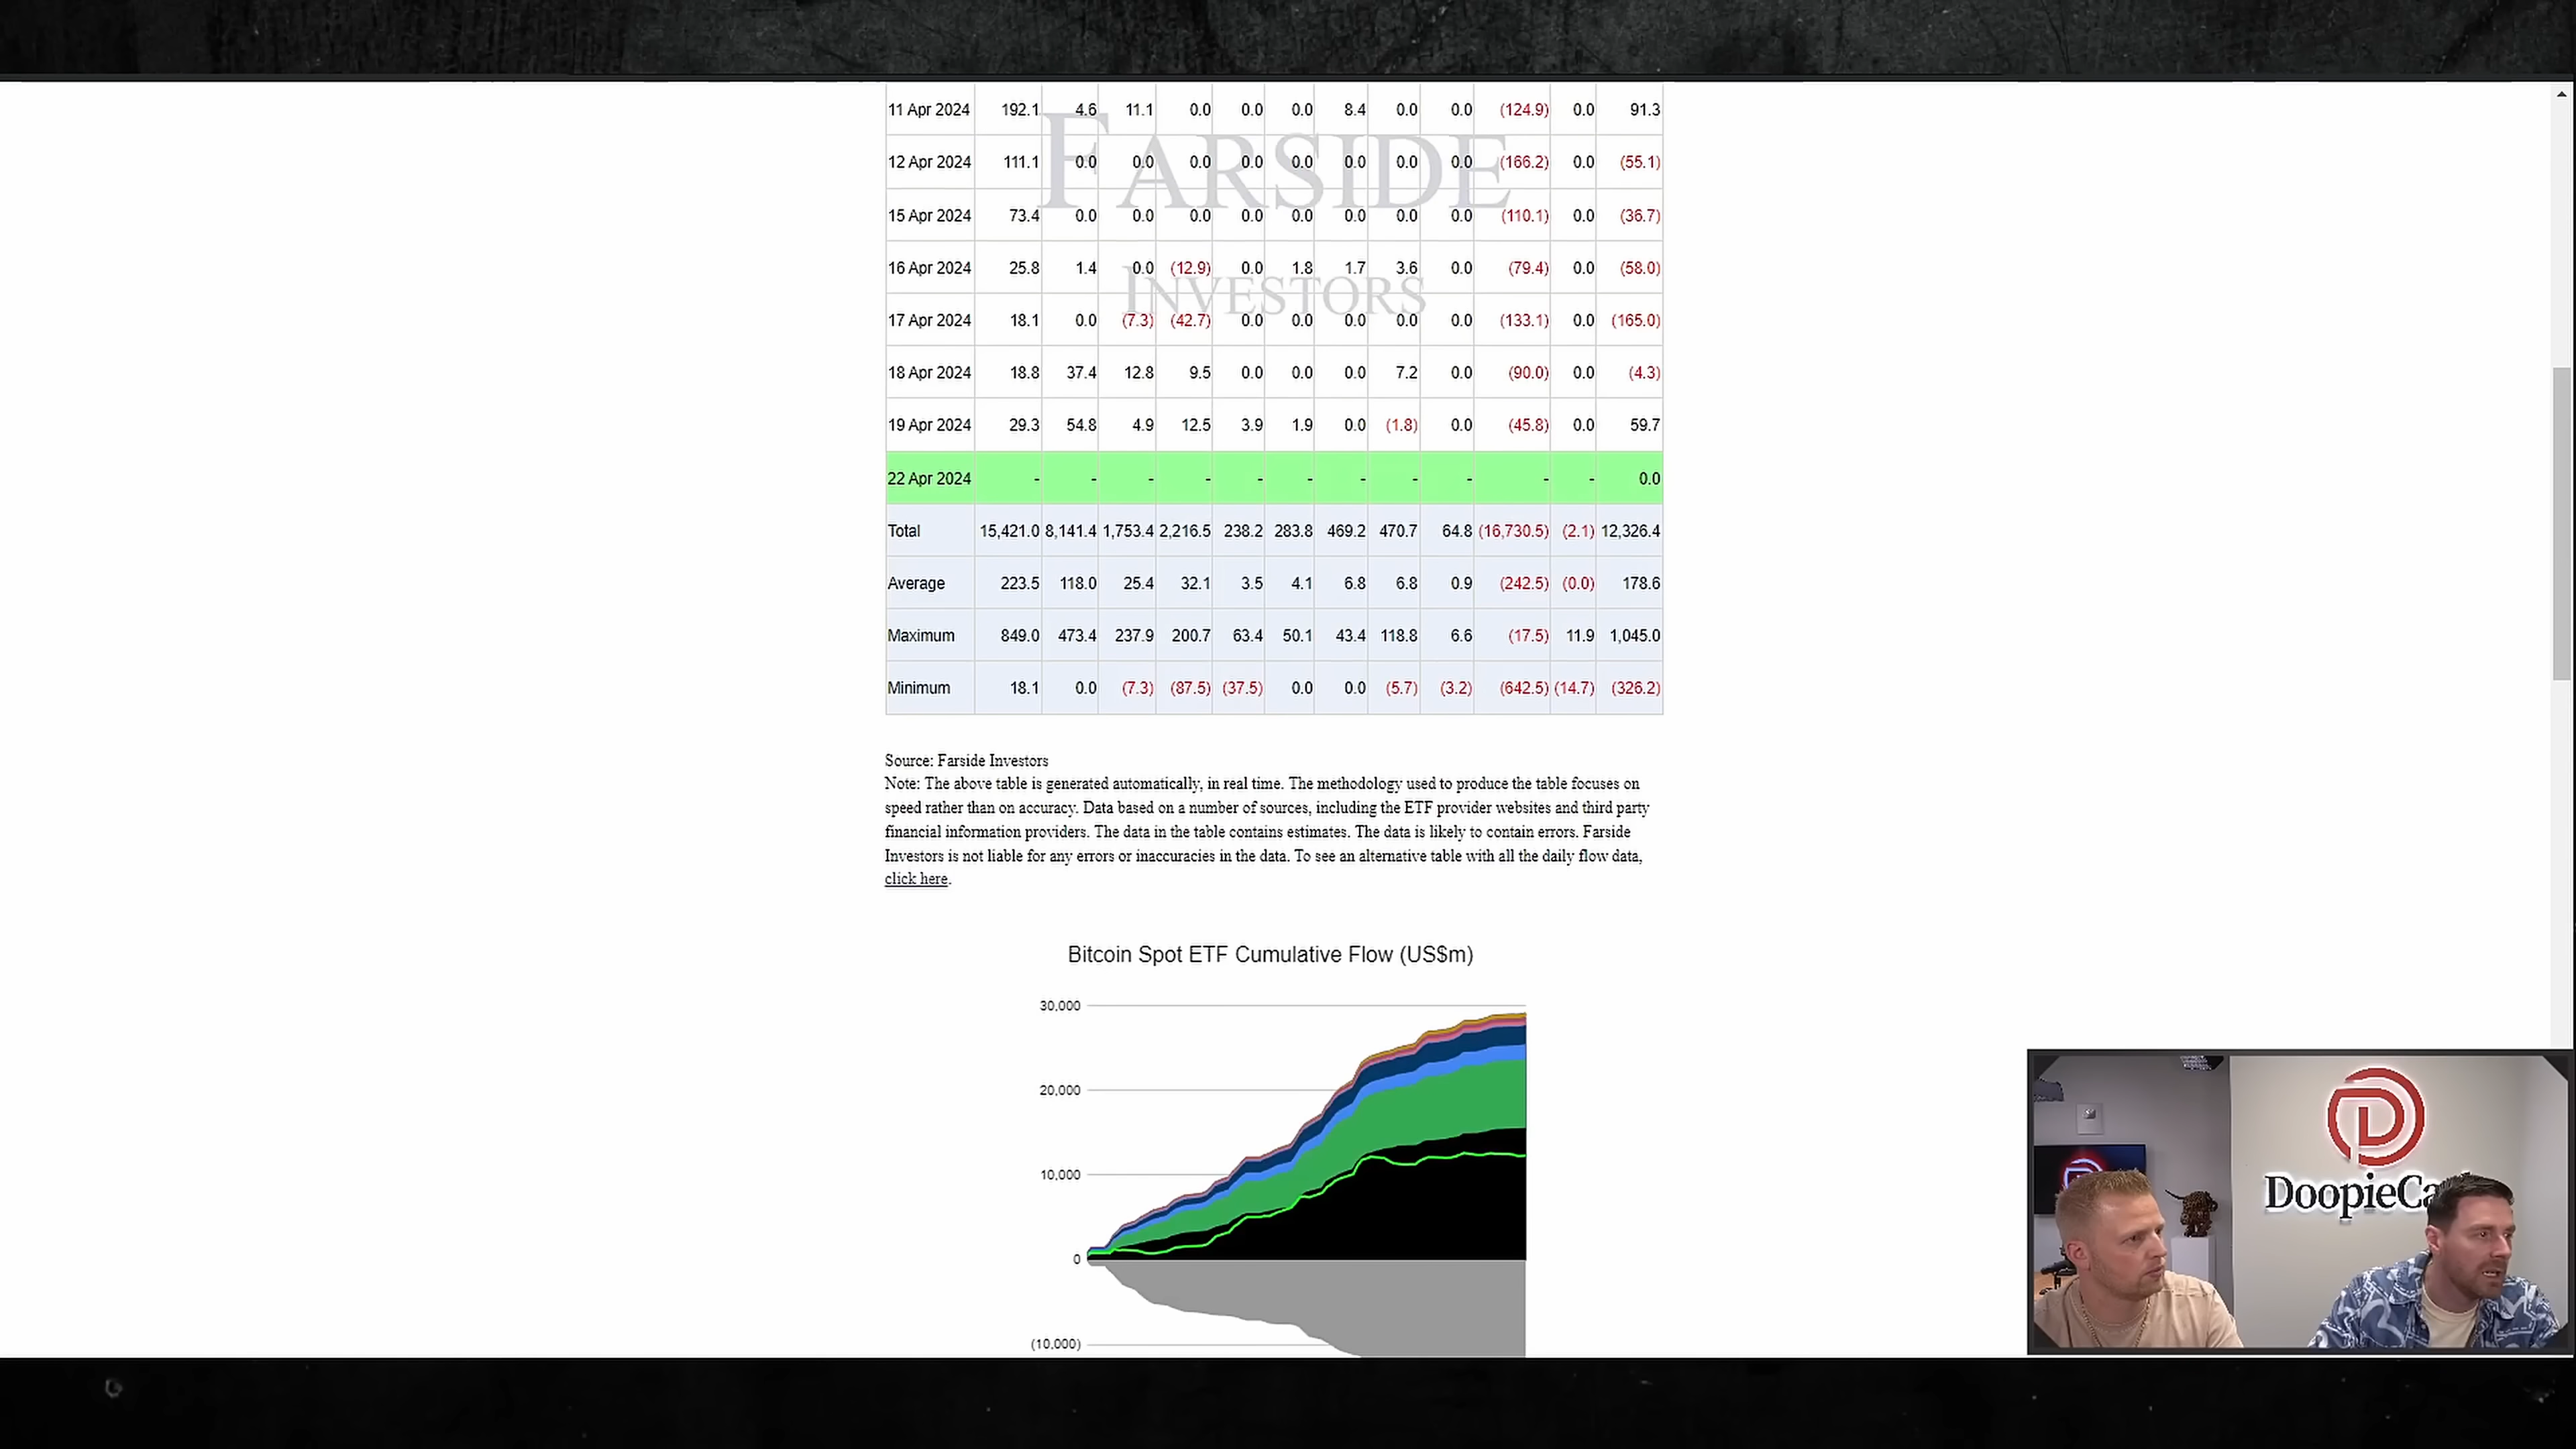 11 Apr 2024 192.1 4.6 11.1 0.0 0.0 0.0 8.4 0.0 0.0 (124.9) 0.0 91.3
FARSIDE
12 Apr 2024 111.1 0.0 0.0 0.0 0.0 0.0 0.0 0.0 0.0 (166.2) 0.0 (55.1)
15 Apr 2024 73.4 0.0 0.0 0.0 0.0 0.0 0.0 0.0 0.0 (110.1) 0.0 (36.7)
16 Apr 2024 25.8 1.4 0.0 (12.9) 0.0 1.8 1.7 3.6 0.0 (79.4) 0.0 (58.0)
INVESTORS
17 Apr 2024 18.1 0.0 (7.3) (42.7) 0.0 0.0 0.0 0.0 0.0 (133.1) 0.0 (165.0)
18 Apr 2024 18.8 37.4 12.8 9.5 0.0 0.0 0.0 7.2 0.0 (90.0) 0.0 (4.3)
19 Apr 2024 29.3 54.8 4.9 12.5 3.9 1.9 0.0 (1.8) 0.0 (45.8) 0.0 59.7
22 Apr 2024 - - - - - - - - - - - 0.0
Total 15,421.0 8,141.4 1,753.4 2,216.5 238.2 283.8 469.2 470.7 64.8 (16,730.5) (2.1) 12,326.4
Average 223.5 118.0 25.4 32.1 3.5 4.1 6.8 6.8 0.9 (242.5) (0.0) 178.6
Maximum 849.0 473.4 237.9 200.7 63.4 50.1 43.4 118.8 6.6 (17.5) 11.9 1,045.0
Minimum 18.1 0.0 (7.3) (87.5) (37.5) 0.0 0.0 (5.7) (3.2) (642.5) (14.7) (326.2)
Source: Farside Investors
Note: The above table is generated automatically, in real time. The methodology used to produce the table focuses on
speed rather than on accuracy. Data based on a number of sources, including the ETF provider websites and third party
financial information providers. The data in the table contains estimates. The data is likely to contain errors. Farside
Investors is not liable for any errors or inaccuracies in the data. To see an alternative table with all the daily flow data,
click here.
Bitcoin Spot ETF Cumulative Flow (US$m)
30,000
20,000
10,000
0
(10,000)
DoopieCa